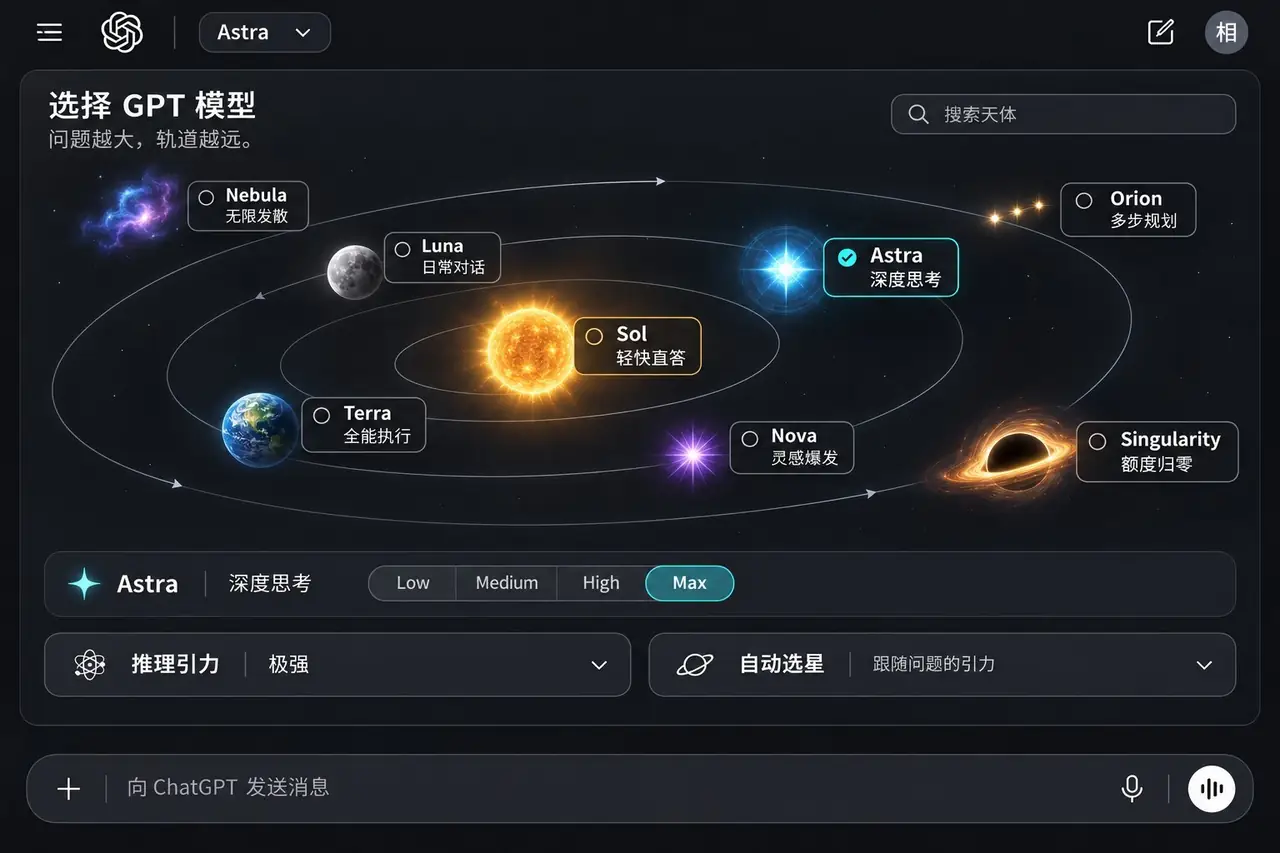 Astra
相
选择 GPT 模型
问题越大，轨道越远。
搜索天体
Nebula
无限发散
Luna
日常对话
Sol
轻快直答
Astra
深度思考
Orion
多步规划
Terra
全能执行
Nova
灵感爆发
Singularity
额度归零
Astra
深度思考
Low
Medium
High
Max
推理引力
极强
自动选星
跟随问题的引力
向 ChatGPT 发送消息